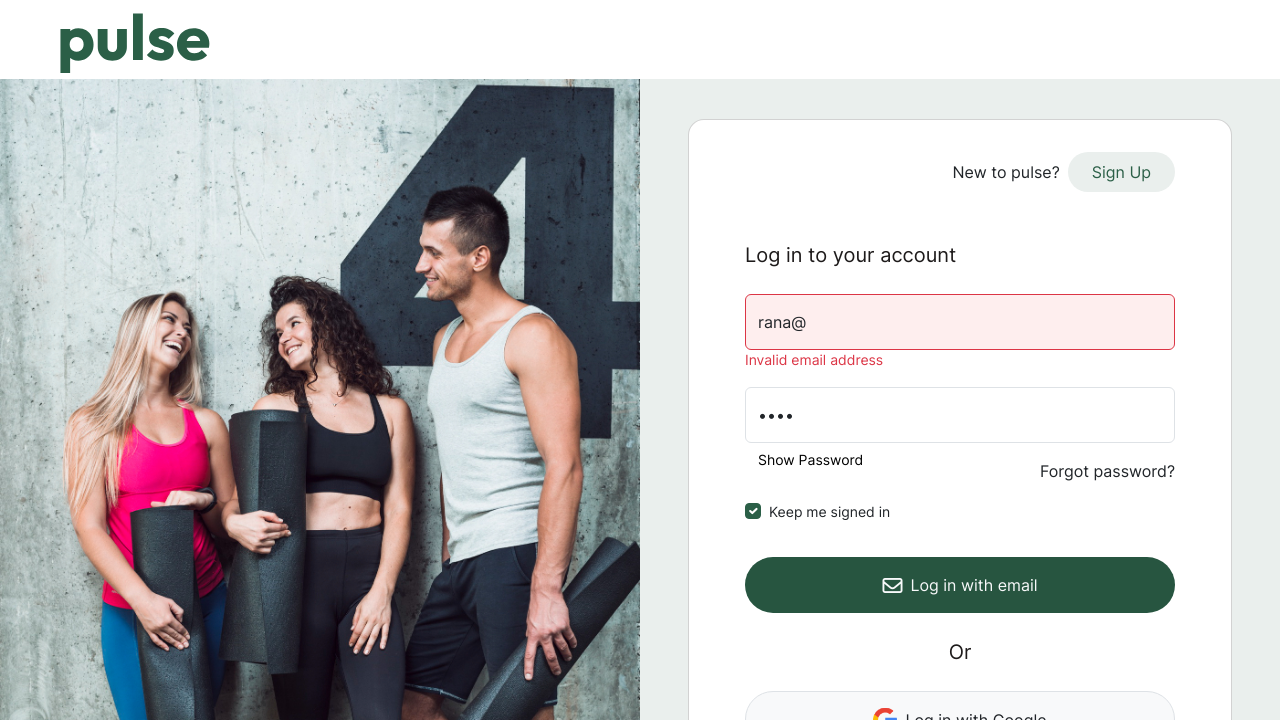 pulse
4
New to pulse? Sign Up
Log in to your account
rana@
Invalid email address
••••
Show Password
Forgot password?
Keep me signed in
Log in with email
Or
Log in with Google